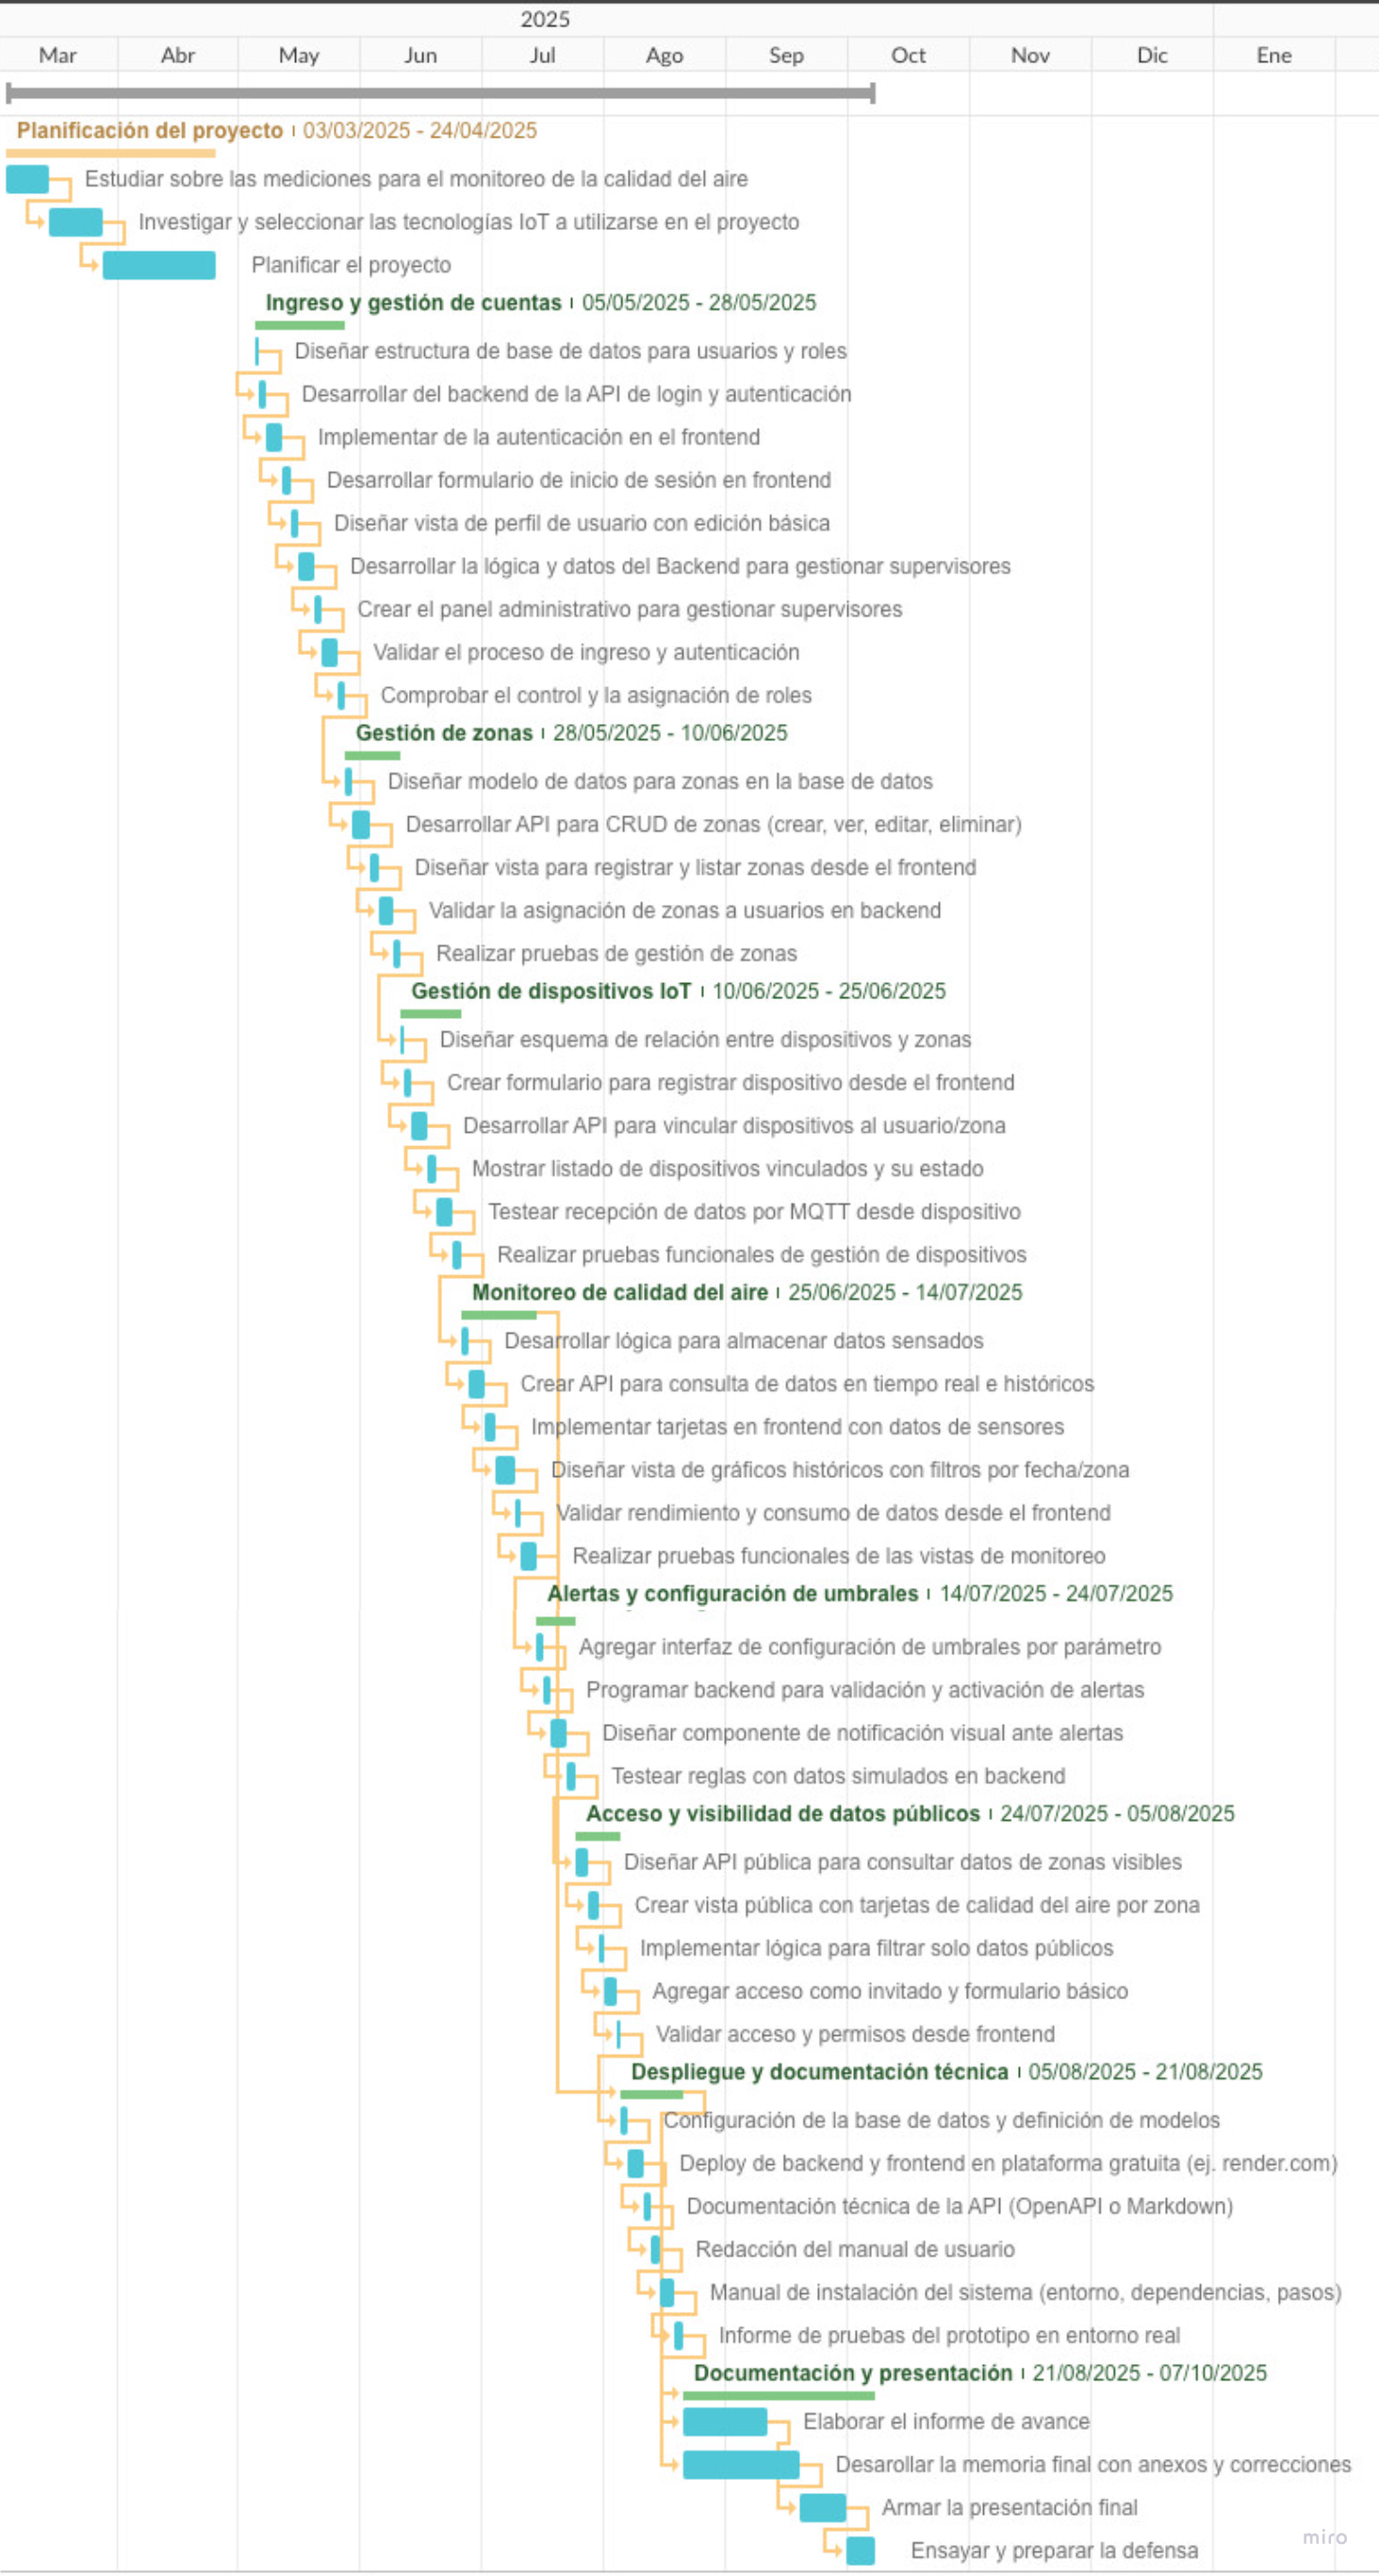 2025
Mar Abr May Jun Jul Ago Sep Oct Nov Dic Ene
Planificación del proyecto | 03/03/2025 - 24/04/2025
Estudiar sobre las mediciones para el monitoreo de la calidad del aire
Investigar y seleccionar las tecnologías IoT a utilizarse en el proyecto
Planificar el proyecto
Ingreso y gestión de cuentas | 05/05/2025 - 28/05/2025
Diseñar estructura de base de datos para usuarios y roles
Desarrollar del backend de la API de login y autenticación
Implementar de la autenticación en el frontend
Desarrollar formulario de inicio de sesión en frontend
Diseñar vista de perfil de usuario con edición básica
Desarrollar la lógica y datos del Backend para gestionar supervisores
Crear el panel administrativo para gestionar supervisores
Validar el proceso de ingreso y autenticación
Comprobar el control y la asignación de roles
Gestión de zonas | 28/05/2025 - 10/06/2025
Diseñar modelo de datos para zonas en la base de datos
Desarrollar API para CRUD de zonas (crear, ver, editar, eliminar)
Diseñar vista para registrar y listar zonas desde el frontend
Validar la asignación de zonas a usuarios en backend
Realizar pruebas de gestión de zonas
Gestión de dispositivos IoT | 10/06/2025 - 25/06/2025
Diseñar esquema de relación entre dispositivos y zonas
Crear formulario para registrar dispositivo desde el frontend
Desarrollar API para vincular dispositivos al usuario/zona
Mostrar listado de dispositivos vinculados y su estado
Testear recepción de datos por MQTT desde dispositivo
Realizar pruebas funcionales de gestión de dispositivos
Monitoreo de calidad del aire | 25/06/2025 - 14/07/2025
Desarrollar lógica para almacenar datos sensados
Crear API para consulta de datos en tiempo real e históricos
Implementar tarjetas en frontend con datos de sensores
Diseñar vista de gráficos históricos con filtros por fecha/zona
Validar rendimiento y consumo de datos desde el frontend
Realizar pruebas funcionales de las vistas de monitoreo
Alertas y configuración de umbrales | 14/07/2025 - 24/07/2025
Agregar interfaz de configuración de umbrales por parámetro
Programar backend para validación y activación de alertas
Diseñar componente de notificación visual ante alertas
Testear reglas con datos simulados en backend
Acceso y visibilidad de datos públicos | 24/07/2025 - 05/08/2025
Diseñar API pública para consultar datos de zonas visibles
Crear vista pública con tarjetas de calidad del aire por zona
Implementar lógica para filtrar solo datos públicos
Agregar acceso como invitado y formulario básico
Validar acceso y permisos desde frontend
Despliegue y documentación técnica | 05/08/2025 - 21/08/2025
Configuración de la base de datos y definición de modelos
Deploy de backend y frontend en plataforma gratuita (ej. render.com)
Documentación técnica de la API (OpenAPI o Markdown)
Redacción del manual de usuario
Manual de instalación del sistema (entorno, dependencias, pasos)
Informe de pruebas del prototipo en entorno real
Documentación y presentación | 21/08/2025 - 07/10/2025
Elaborar el informe de avance
Desarollar la memoria final con anexos y correcciones
Armar la presentación final
Ensayar y preparar la defensa
miro